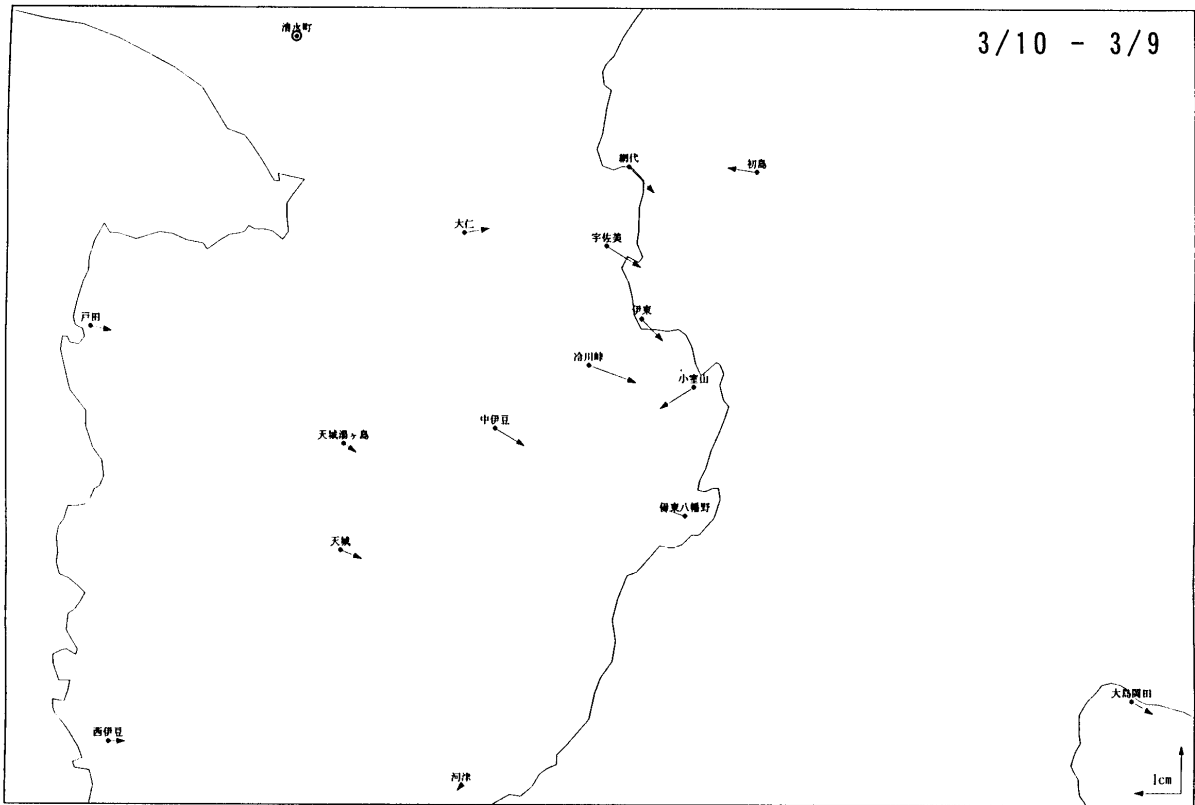 清水町
3/10 - 3/9
網代
初島
大仁
宇佐美
戸田
伊東
冷川峠
小室山
天城湯ヶ島
中伊豆
伊東八幡野
天城
大島岡田
西伊豆
河津
1cm